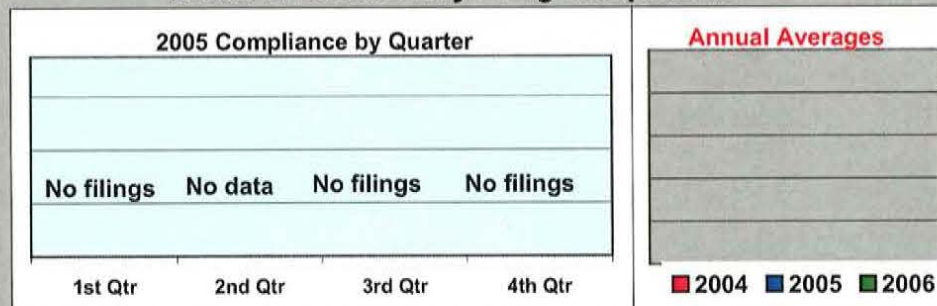 2005 Compliance by Quarter
No filings No data No filings No filings
1st Qtr 2nd Qtr 3rd Qtr 4th Qtr
Annual Averages
2004 2005 2006